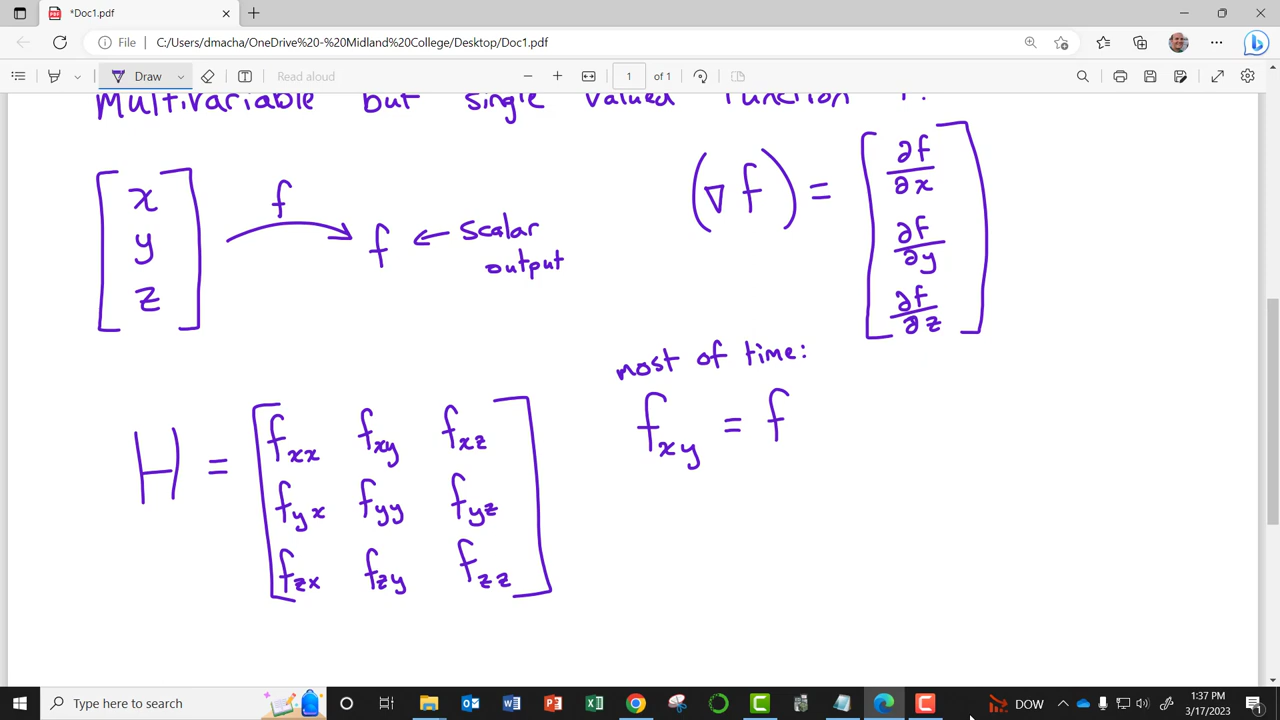 *Doc1.pdf
File C:/Users/dmacha/OneDrive%20-%20Midland%20College/Desktop/Doc1.pdf
Draw Read aloud 1 of 1
Multivariable but single valued function f:
[x y z] f f ← scalar output
(∇f) = [∂f/∂x ∂f/∂y ∂f/∂z]
most of time:
f_xy = f
H = [f_xx f_xy f_xz
f_yx f_yy f_yz
f_zx f_zy f_zz]
Type here to search
DOW
1:37 PM
3/17/2023